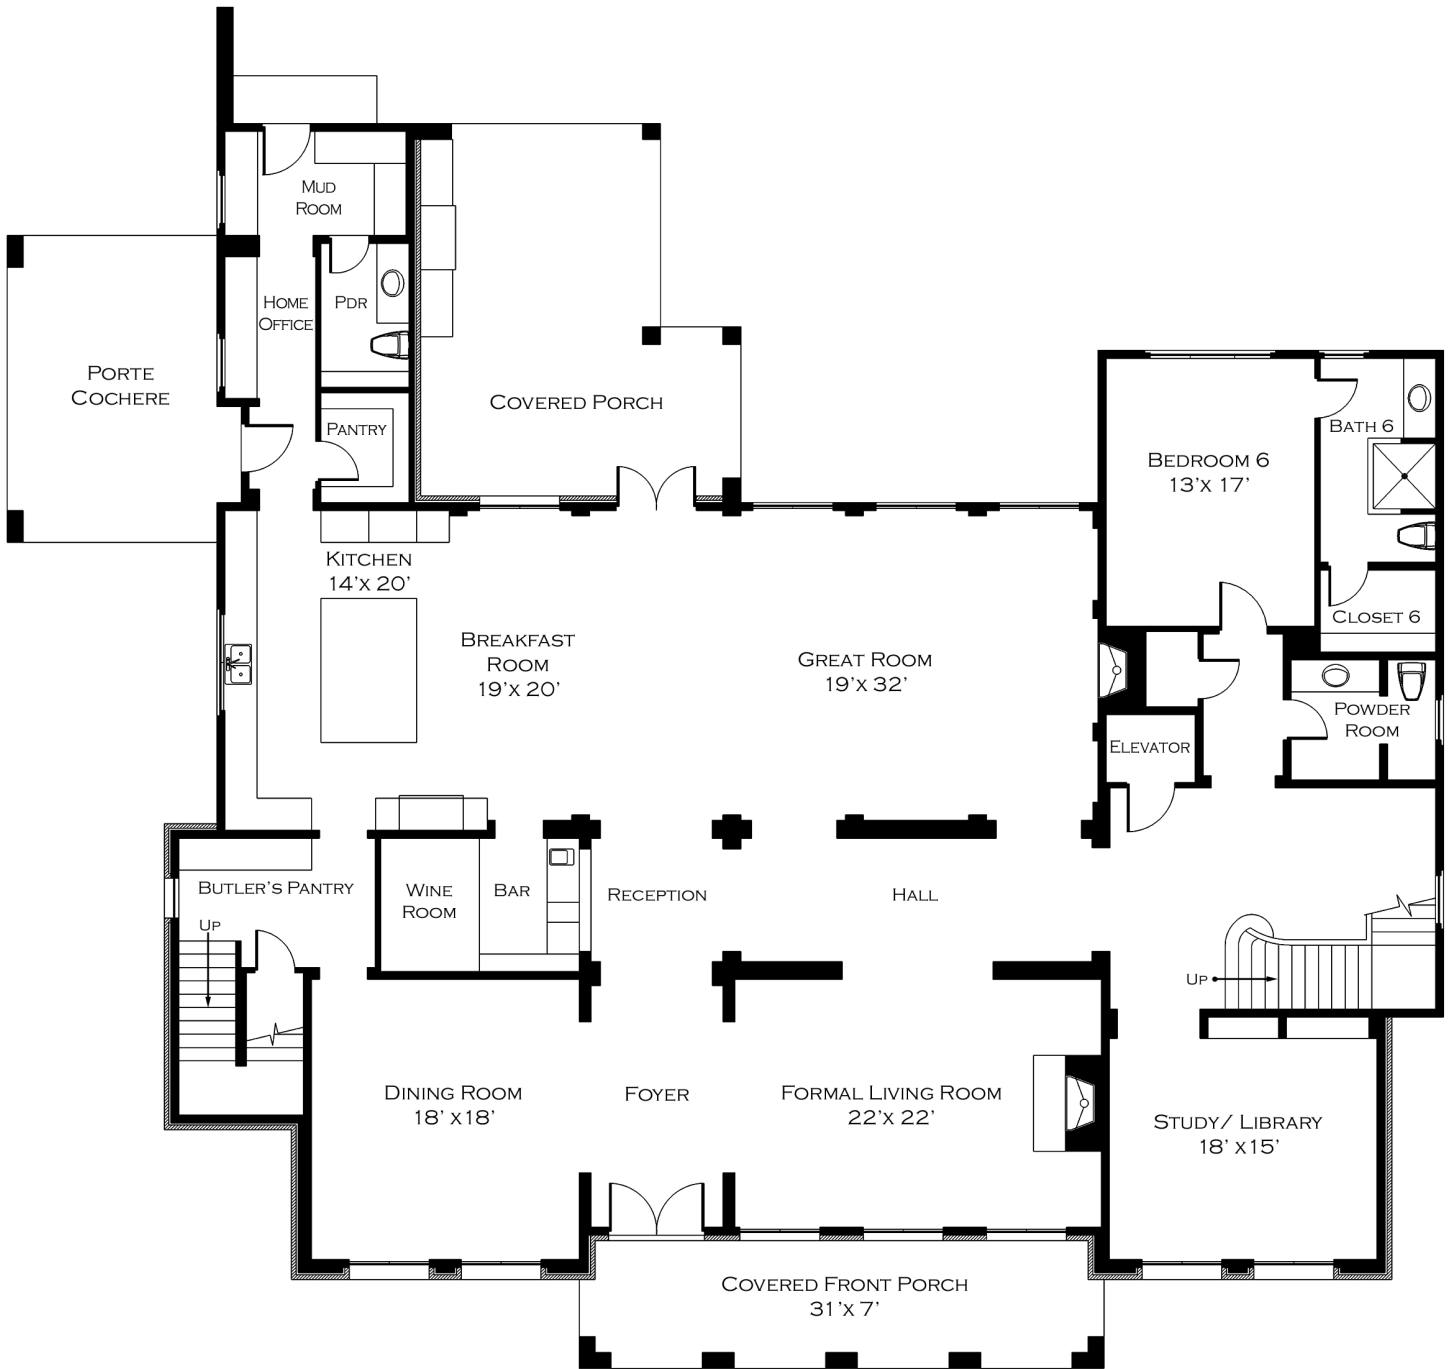 MUD
ROOM
HOME
OFFICE
PDR
PORTE
COCHERE
PANTRY
COVERED PORCH
BEDROOM 6
13'X 17'
BATH 6
CLOSET 6
KITCHEN
14'X 20'
BREAKFAST
ROOM
19'X 20'
GREAT ROOM
19'X 32'
POWDER
ROOM
ELEVATOR
BUTLER'S PANTRY
WINE
ROOM
BAR
RECEPTION
HALL
UP
UP
DINING ROOM
18' X18'
FOYER
FORMAL LIVING ROOM
22'X 22'
STUDY/ LIBRARY
18' X15'
COVERED FRONT PORCH
31'X 7'